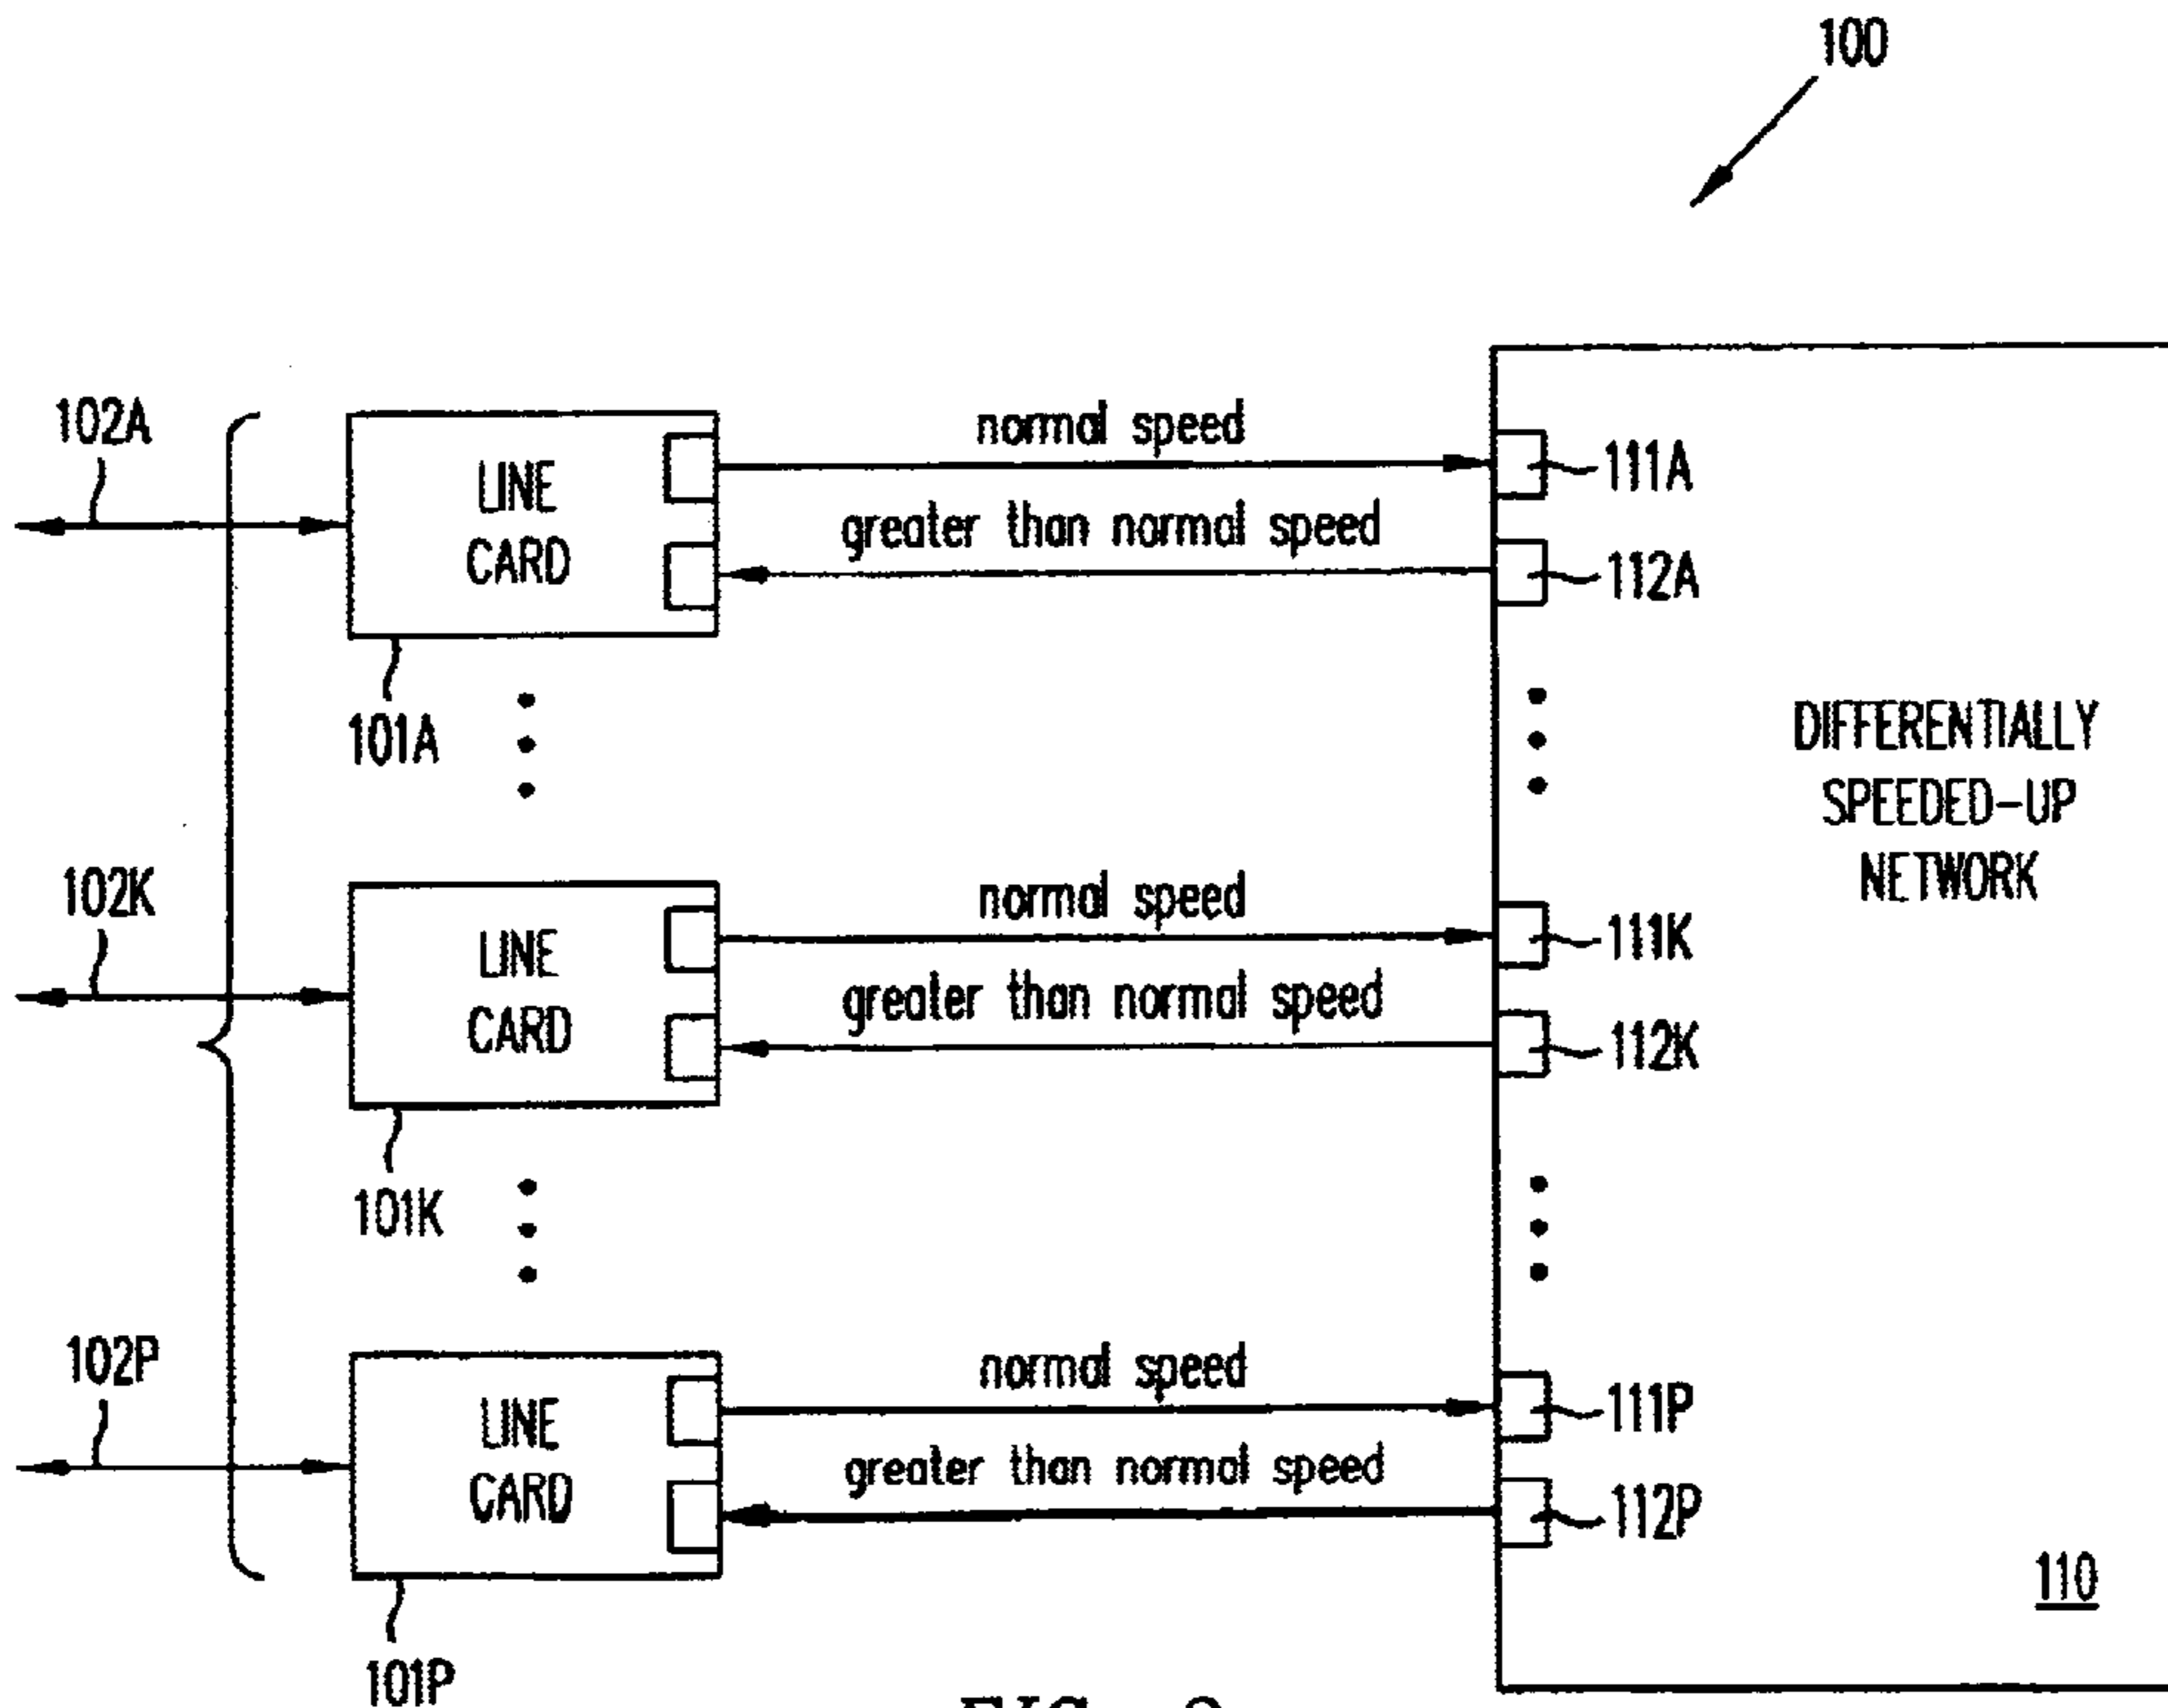 100
102A
LINE
CARD
normal speed
greater than normal speed
111A
112A
101A
DIFFERENTIALLY
SPEEDED-UP
NETWORK
102K
LINE
CARD
normal speed
greater than normal speed
111K
112K
101K
102P
LINE
CARD
normal speed
greater than normal speed
111P
112P
110
101P